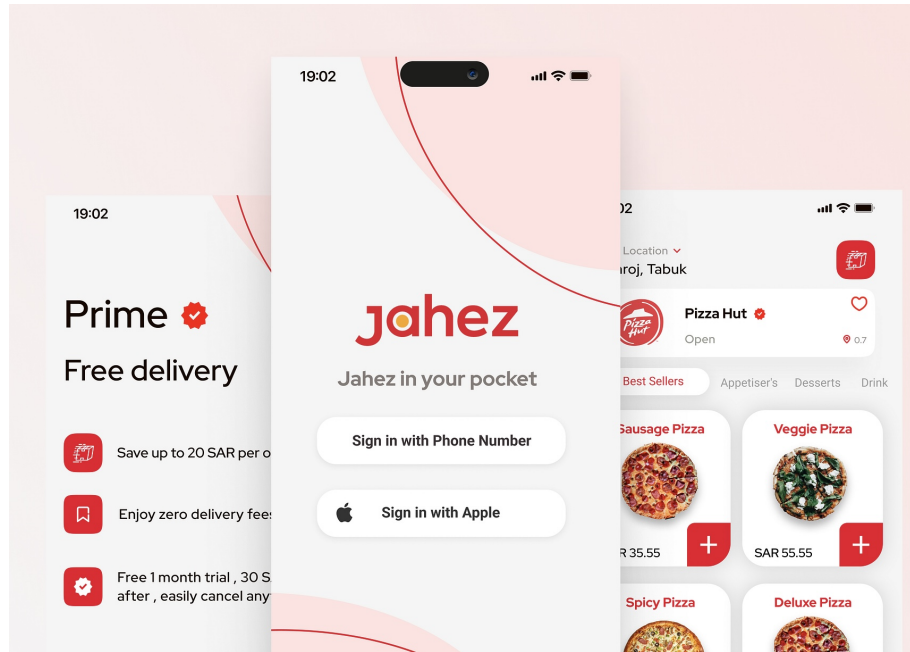 19:02
Prime
Free delivery
Save up to 20 SAR per o
Enjoy zero delivery fees
Free 1 month trial , 30 S
after , easily cancel any
19:02
Jahez
Jahez in your pocket
Sign in with Phone Number
Sign in with Apple
02
Location
aroj, Tabuk
Pizza Hut
Pizza Hut
Open
0.7
Best Sellers
Appetiser's
Desserts
Drink
Sausage Pizza
Veggie Pizza
R 35.55
SAR 55.55
Spicy Pizza
Deluxe Pizza